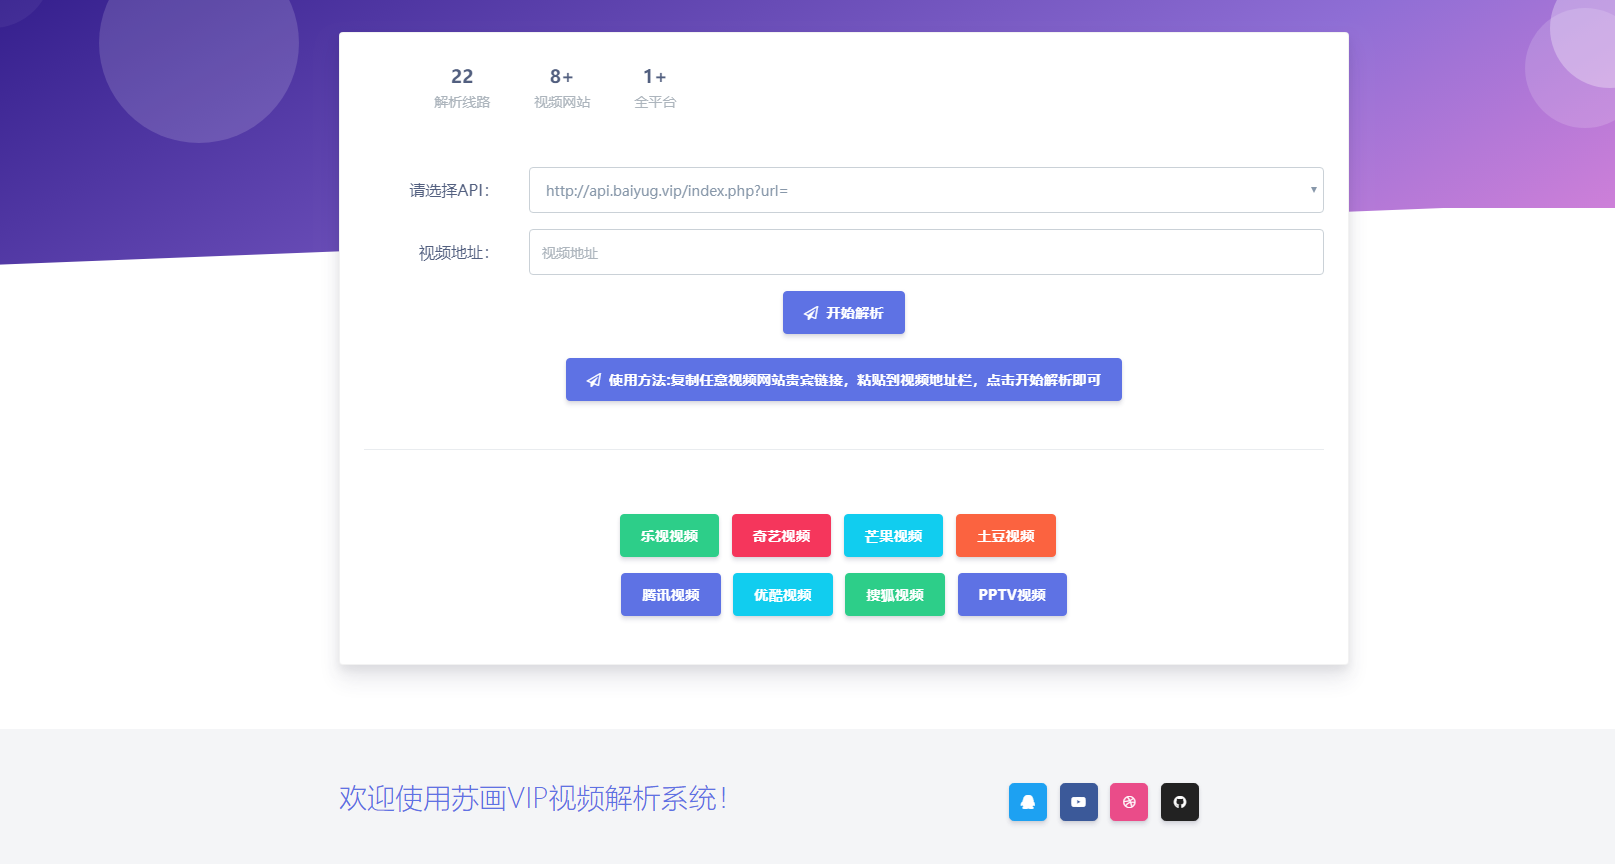 22 8+ 1+
解析线路 视频网站 全平台
请选择API: http://api.baiyug.vip/index.php?url=
视频地址: 视频地址
开始解析
使用方法:复制任意视频网站贵宾链接，粘贴到视频地址栏，点击开始解析即可
乐视视频 奇艺视频 芒果视频 土豆视频
腾讯视频 优酷视频 搜狐视频 PPTV视频
欢迎使用苏画VIP视频解析系统！